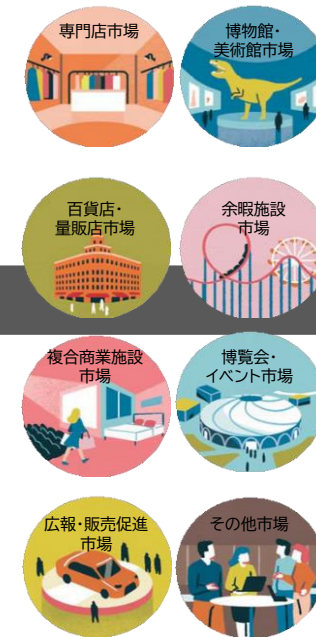 専門店市場
博物館・
美術館市場
百貨店・
量販店市場
余暇施設
市場
複合商業施設
市場
博覧会・
イベント市場
広報・販売促進
市場
その他市場